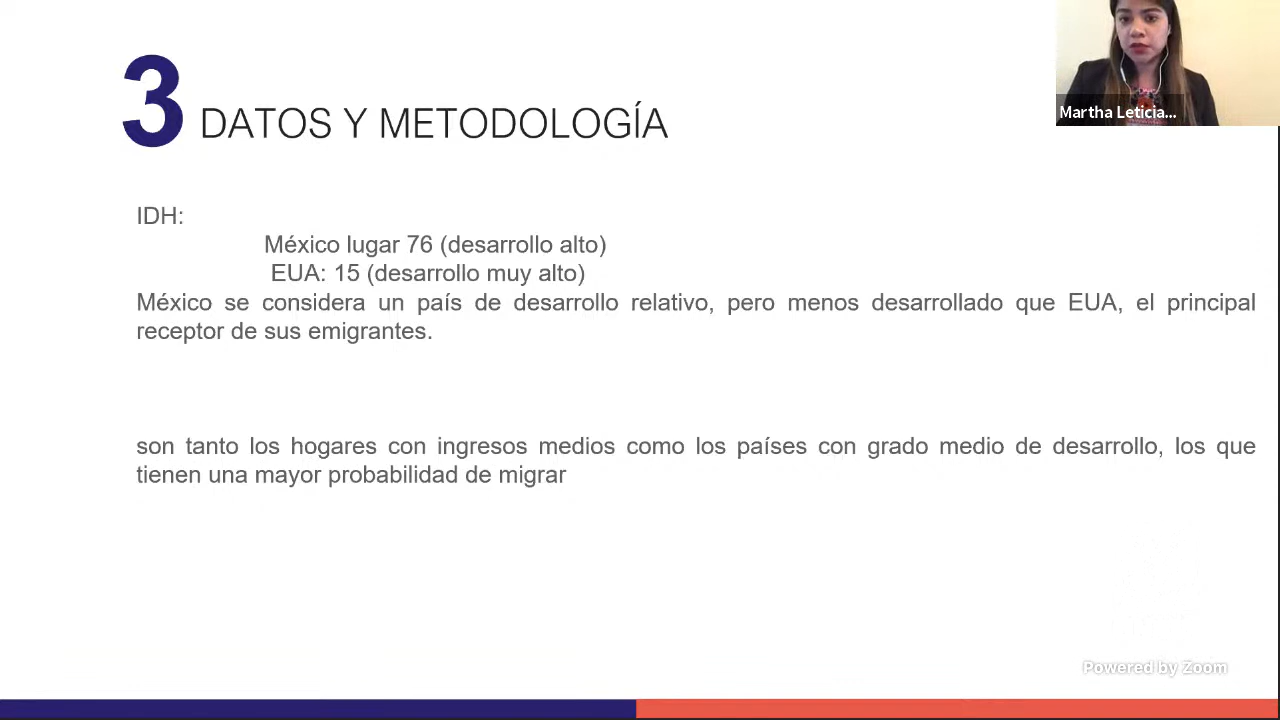 3 DATOS Y METODOLOGÍA
Martha Leticia...
IDH:
México lugar 76 (desarrollo alto)
EUA: 15 (desarrollo muy alto)
México se considera un país de desarrollo relativo, pero menos desarrollado que EUA, el principal
receptor de sus emigrantes.
son tanto los hogares con ingresos medios como los países con grado medio de desarrollo, los que
tienen una mayor probabilidad de migrar
Powered by Zoom